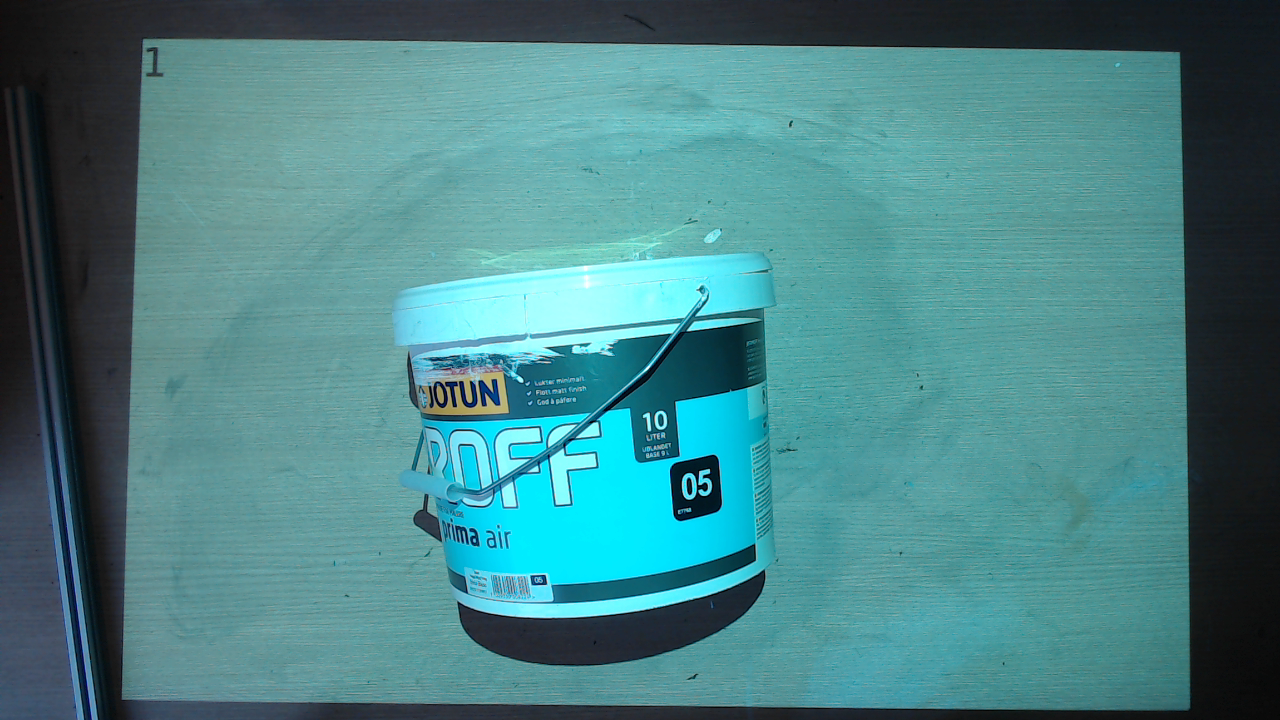 1
JOTUN
Luktar minimalt
Flott matt finish
God å påføre
10
LITER
UBLANDET
BASE 9 L
ROFF
05
prima air
05